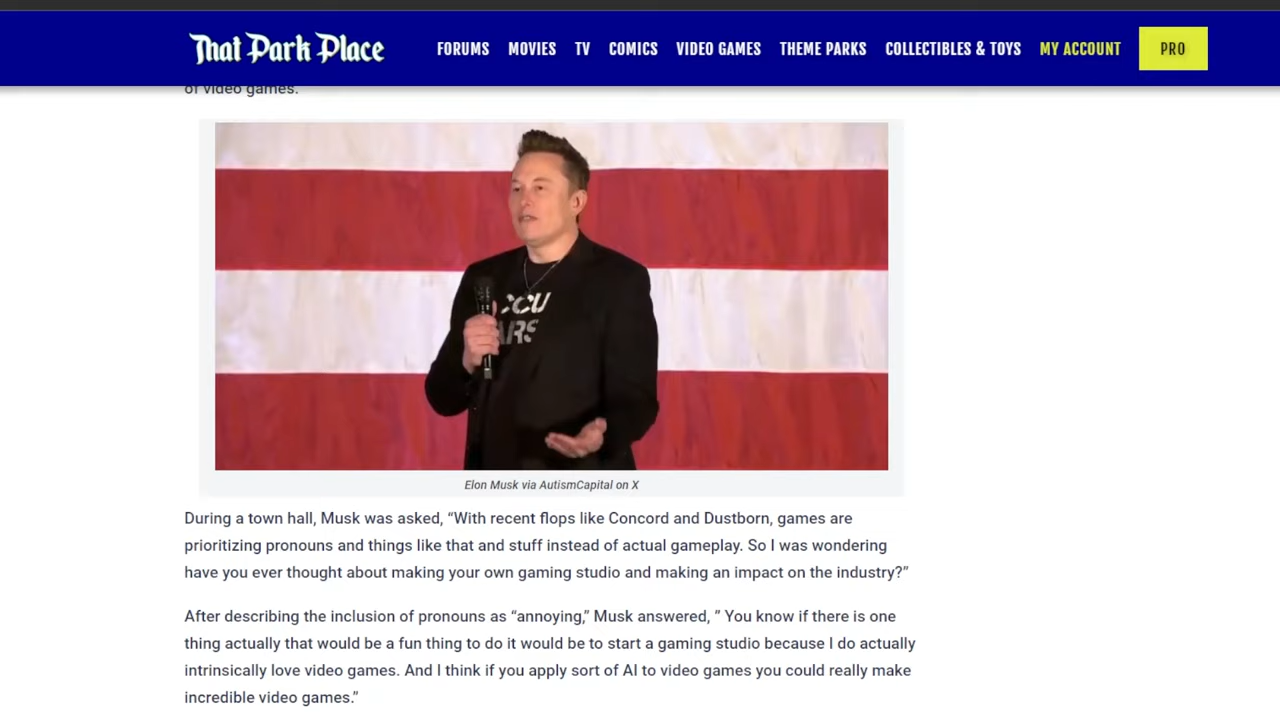 That Park Place
FORUMS MOVIES TV COMICS VIDEO GAMES THEME PARKS COLLECTIBLES & TOYS MY ACCOUNT PRO
of video games.
CCU
ARS
Elon Musk via AutismCapital on X
During a town hall, Musk was asked, “With recent flops like Concord and Dustborn, games are
prioritizing pronouns and things like that and stuff instead of actual gameplay. So I was wondering
have you ever thought about making your own gaming studio and making an impact on the industry?”
After describing the inclusion of pronouns as “annoying,” Musk answered, ” You know if there is one
thing actually that would be a fun thing to do it would be to start a gaming studio because I do actually
intrinsically love video games. And I think if you apply sort of AI to video games you could really make
incredible video games.”